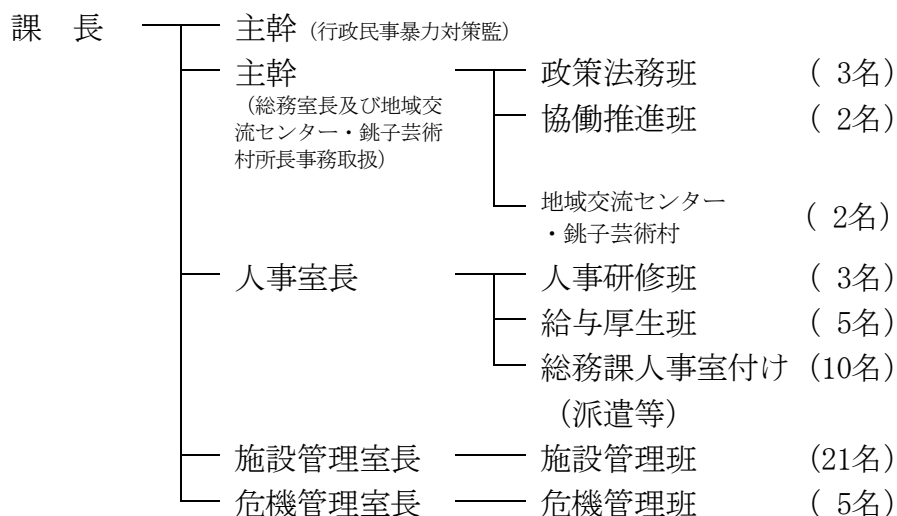 課長 主幹（行政民事暴力対策監）
主幹 政策法務班 （ 3名）
（総務室長及び地域交流センター・銚子芸術村所長事務取扱）
協働推進班 （ 2名）
地域交流センター・銚子芸術村 （ 2名）
人事室長 人事研修班 （ 3名）
給与厚生班 （ 5名）
総務課人事室付け （10名）
（派遣等）
施設管理室長 施設管理班 （21名）
危機管理室長 危機管理班 （ 5名）